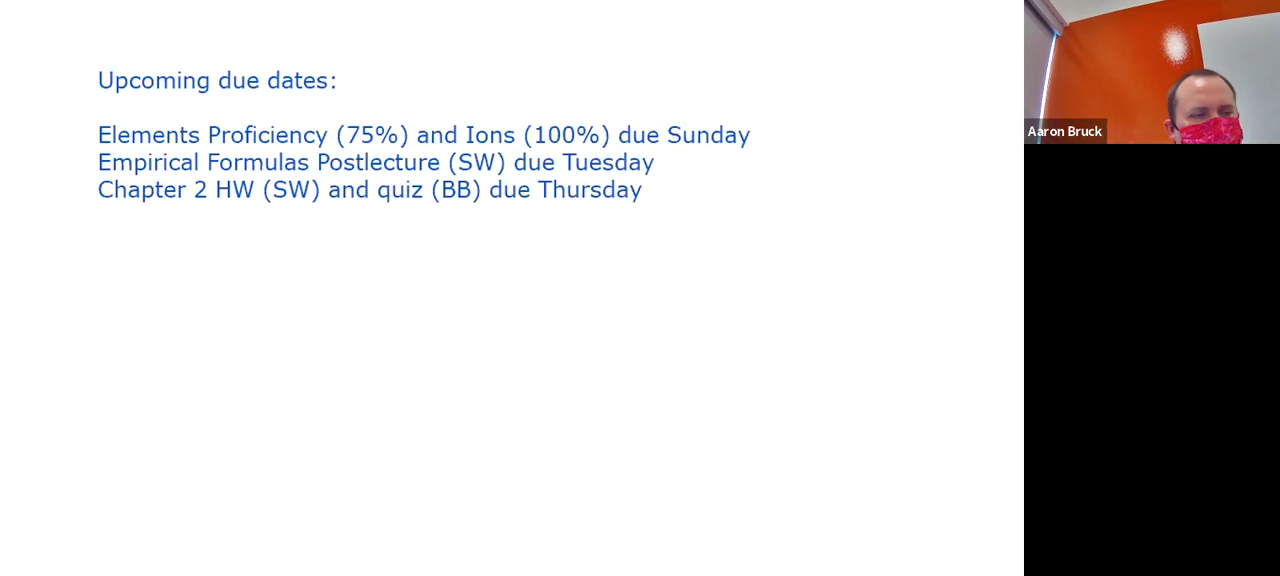 Upcoming due dates:
Elements Proficiency (75%) and Ions (100%) due Sunday
Empirical Formulas Postlecture (SW) due Tuesday
Chapter 2 HW (SW) and quiz (BB) due Thursday
Aaron Bruck